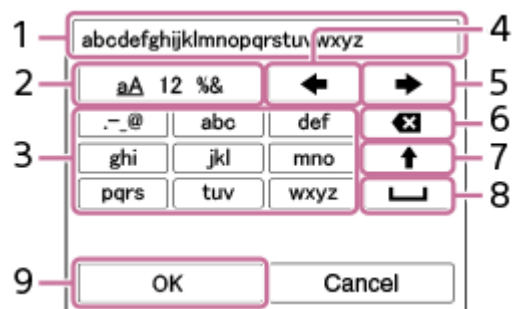 4
1 abcdefghijklmnopqrstuvwxyz
2 aA 12 %& 5
.-_@ abc def 6
3 ghi jkl mno 7
pqrs tuv wxyz 8
9 OK Cancel